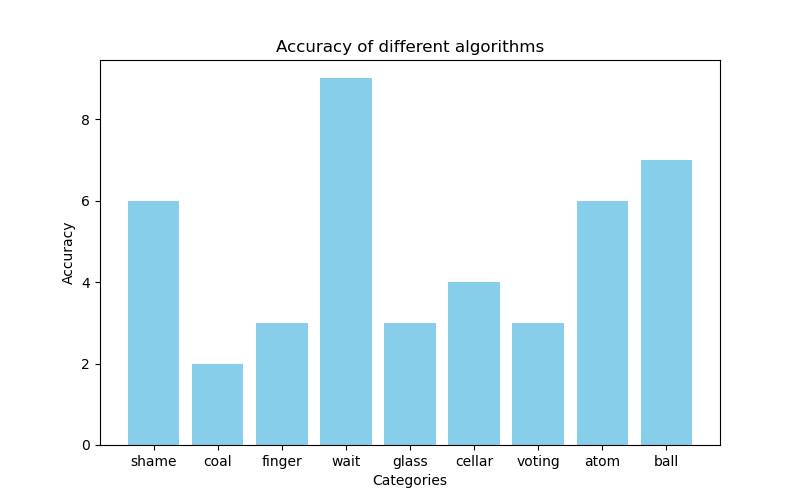 Accuracy of different algorithms
Accuracy
8
6
4
2
0
shame coal finger wait glass cellar voting atom ball
Categories